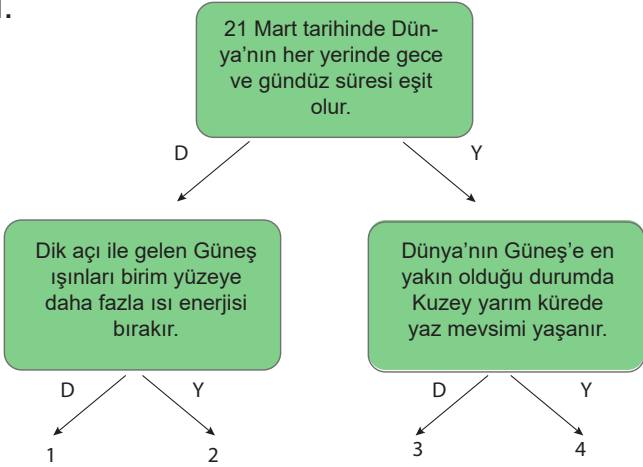 1.
21 Mart tarihinde Dün-
ya'nın her yerinde gece
ve gündüz süresi eşit
olur.
D
Y
Dik açı ile gelen Güneş
ışınları birim yüzeye
daha fazla ısı enerjisi
bırakır.
Dünya'nın Güneş'e en
yakın olduğu durumda
Kuzey yarım kürede
yaz mevsimi yaşanır.
D
Y
D
Y
1
2
3
4